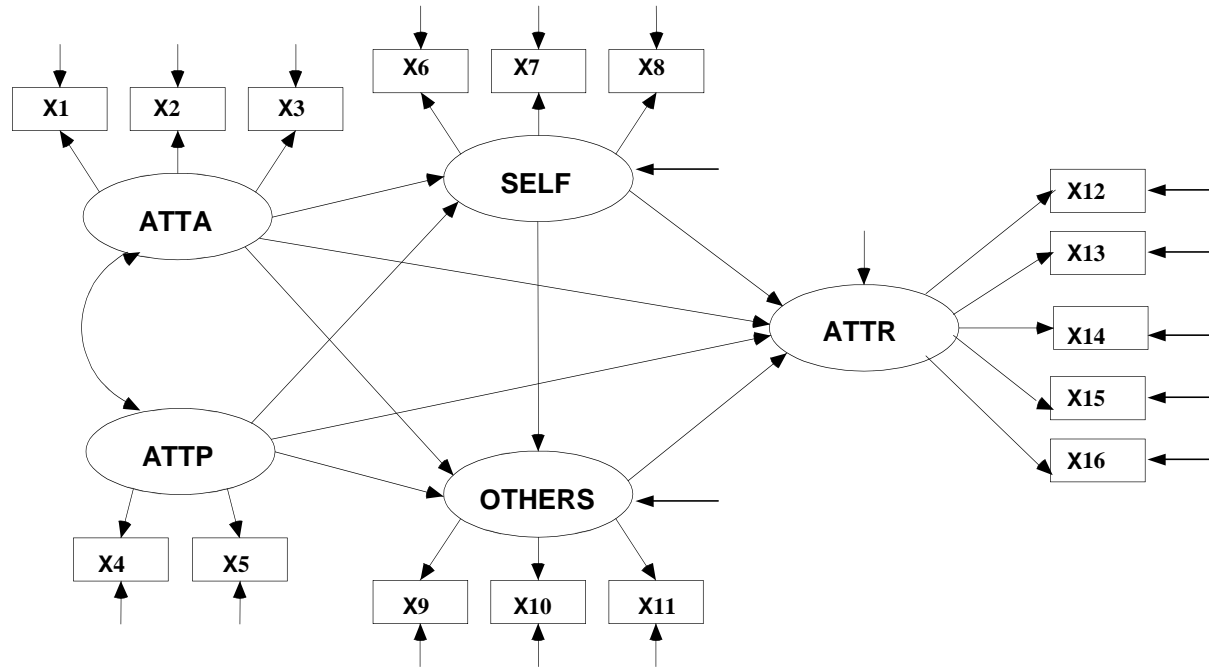 X6 X7 X8
X1 X2 X3
SELF
X12
ATTA
X13
ATTR
X14
X15
ATTP
X16
OTHERS
X4 X5
X9 X10 X11